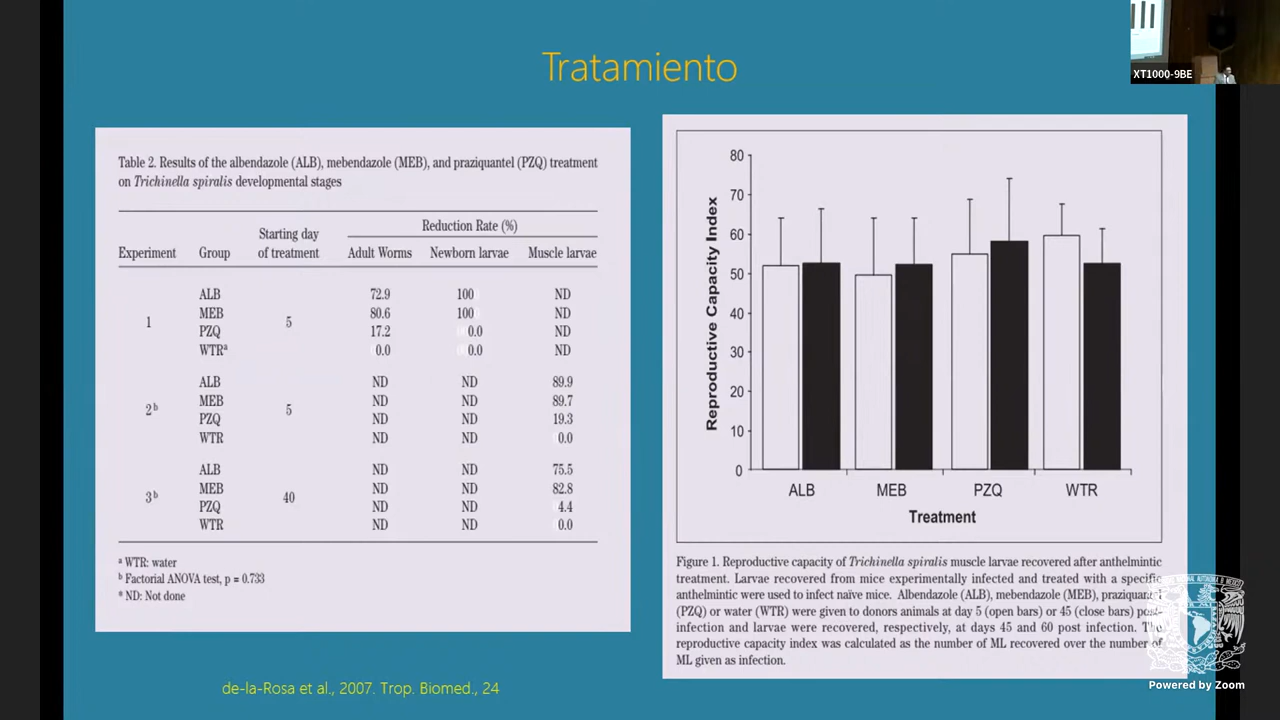 Tratamiento
XT1000-9BE
Table 2. Results of the albendazole (ALB), mebendazole (MEB), and praziquantel (PZQ) treatment
on Trichinella spiralis developmental stages
Reduction Rate (%)
Experiment Group Starting day of treatment Adult Worms Newborn larvae Muscle larvae
ALB 72.9 100 ND
MEB 80.6 100 ND
1 5
PZQ 17.2 0.0 ND
WTRa 0.0 0.0 ND
ALB ND ND 89.9
MEB ND ND 89.7
2b 5
PZQ ND ND 19.3
WTR ND ND 0.0
ALB ND ND 75.5
MEB ND ND 82.8
3b 40
PZQ ND ND 4.4
WTR ND ND 0.0
a WTR: water
b Factorial ANOVA test, p = 0.733
* ND: Not done
de-la-Rosa et al., 2007. Trop. Biomed., 24
Reproductive Capacity Index
80
70
60
50
40
30
20
10
0
ALB MEB PZQ WTR
Treatment
Figure 1. Reproductive capacity of Trichinella spiralis muscle larvae recovered after anthelmintic
treatment. Larvae recovered from mice experimentally infected and treated with a specific
anthelmintic were used to infect naïve mice. Albendazole (ALB), mebendazole (MEB), praziquantel
(PZQ) or water (WTR) were given to donors animals at day 5 (open bars) or 45 (close bars) post-
infection and larvae were recovered, respectively, at days 45 and 60 post infection. The
reproductive capacity index was calculated as the number of ML recovered over the number of
ML given as infection.
Powered by Zoom